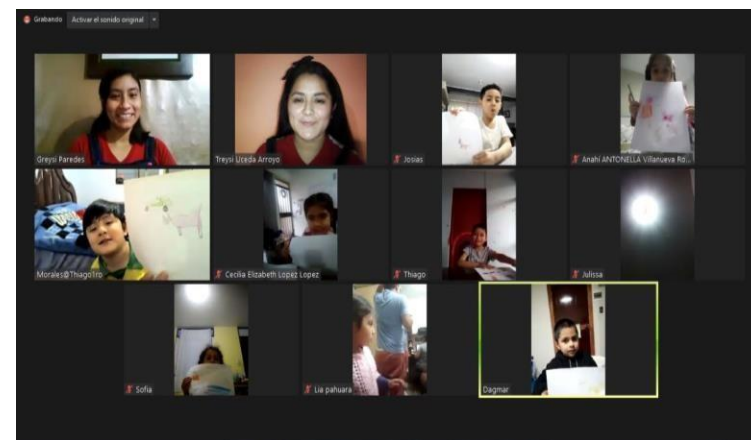 Grabando Activar el sonido original
Greysi Paredes
Treysi Uceda Arroyo
Josias
Anahí ANTONELLA Villanueva Ro...
Morales@Thiago1ro
Cecilia Elizabeth Lopez Lopez
Thiago
Julissa
Sofia
Lia pahuara
Dagmar